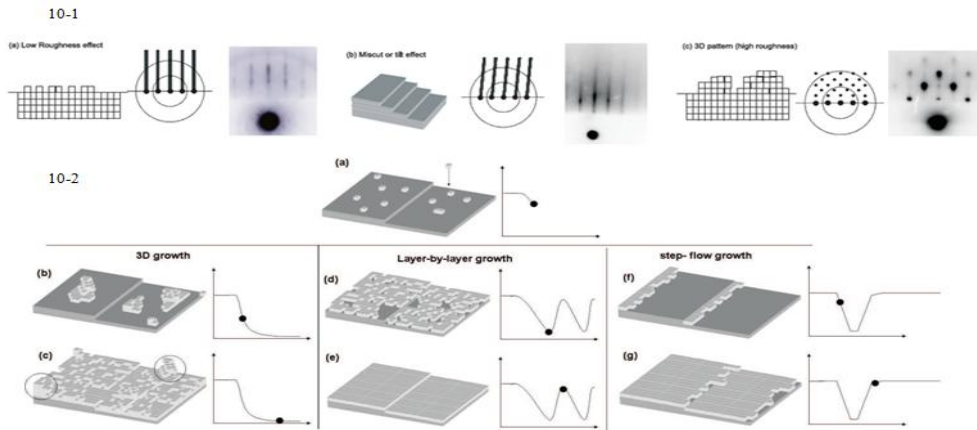 10-1
(a) Low Roughness effect
(b) Miscut or tilt effect
(c) 3D pattern (high roughness)
10-2
(a)
3D growth
Layer-by-layer growth
step- flow growth
(b)
(d)
(f)
(c)
(e)
(g)